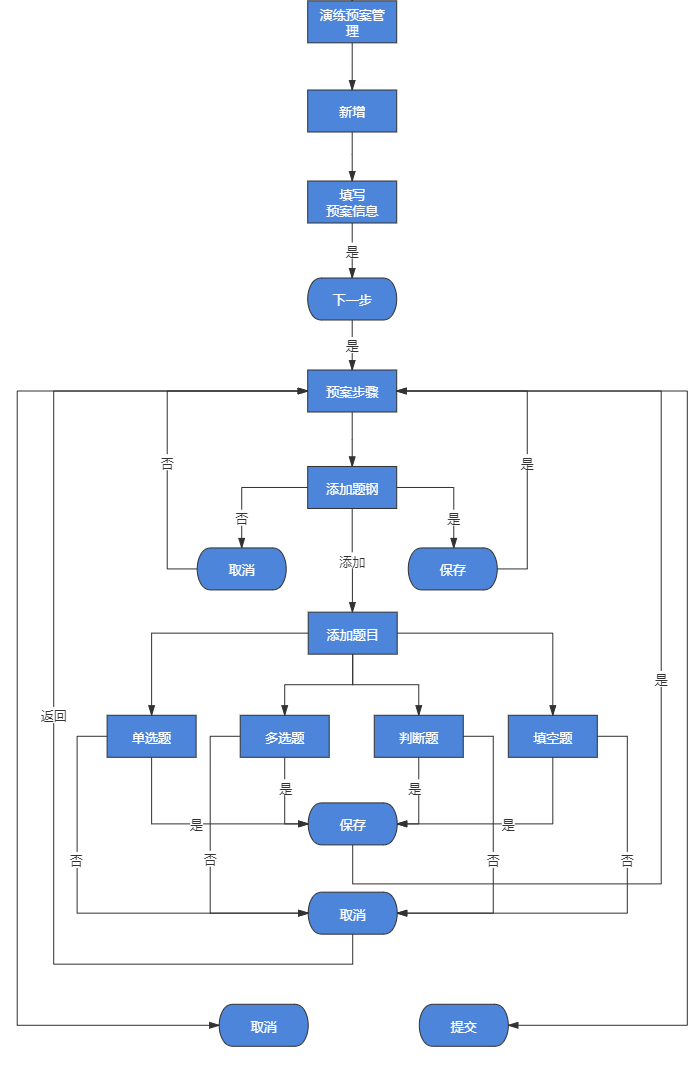 演练预案管
理
新增
填写
预案信息
是
下一步
是
预案步骤
否
是
添加题钢
否
是
取消
添加
保存
添加题目
是
返回
单选题
多选题
判断题
填空题
是
是
是
保存
是
否
否
否
否
取消
取消
提交